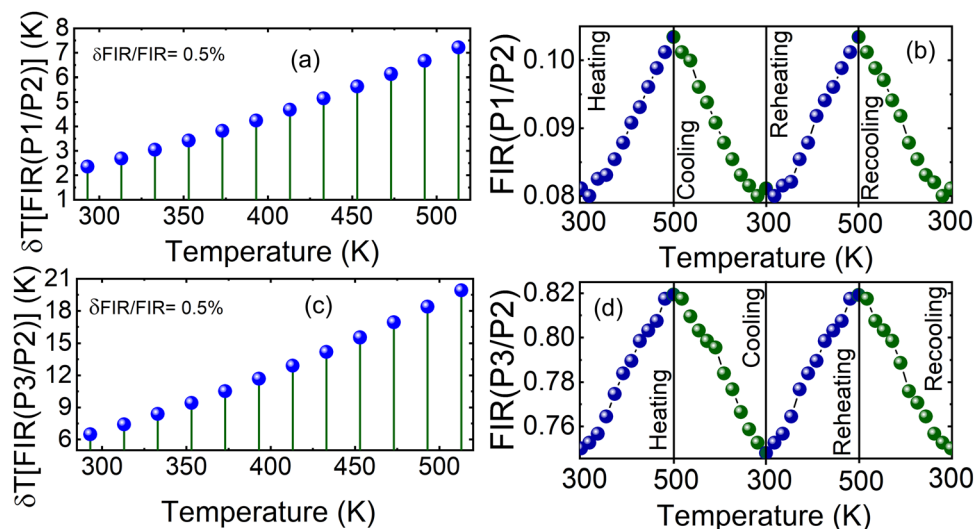 8
7
6
5
4
3
2
1
δT[FIR(P1/P2)] (K)
δFIR/FIR= 0.5%
(a)
300 350 400 450 500
Temperature (K)
0.10
0.09
0.08
FIR(P1/P2)
Heating
Cooling
Reheating
Recooling
(b)
300 500 300 500 300
Temperature (K)
21
18
15
12
9
6
δT[FIR(P3/P2)] (K)
(c)
δFIR/FIR= 0.5%
300 350 400 450 500
Temperature (K)
0.82
0.80
0.78
0.76
FIR(P3/P2)
(d)
Heating
Cooling
Reheating
Recooling
300 500 300 500 300
Temperature (K)